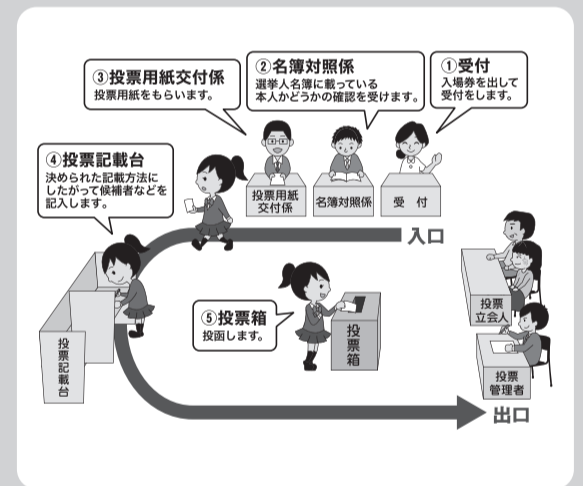 ①受付
入場券を出して
受付をします。
②名簿対照係
選挙人名簿に載っている
本人かどうかの確認を受けます。
③投票用紙交付係
投票用紙をもらいます。
④投票記載台
決められた記載方法に
したがって候補者などを
記入します。
投票用紙
交付係
名簿対照係
受付
入口
⑤投票箱
投函します。
投票箱
投票記載台
投票
立会人
投票
管理者
出口